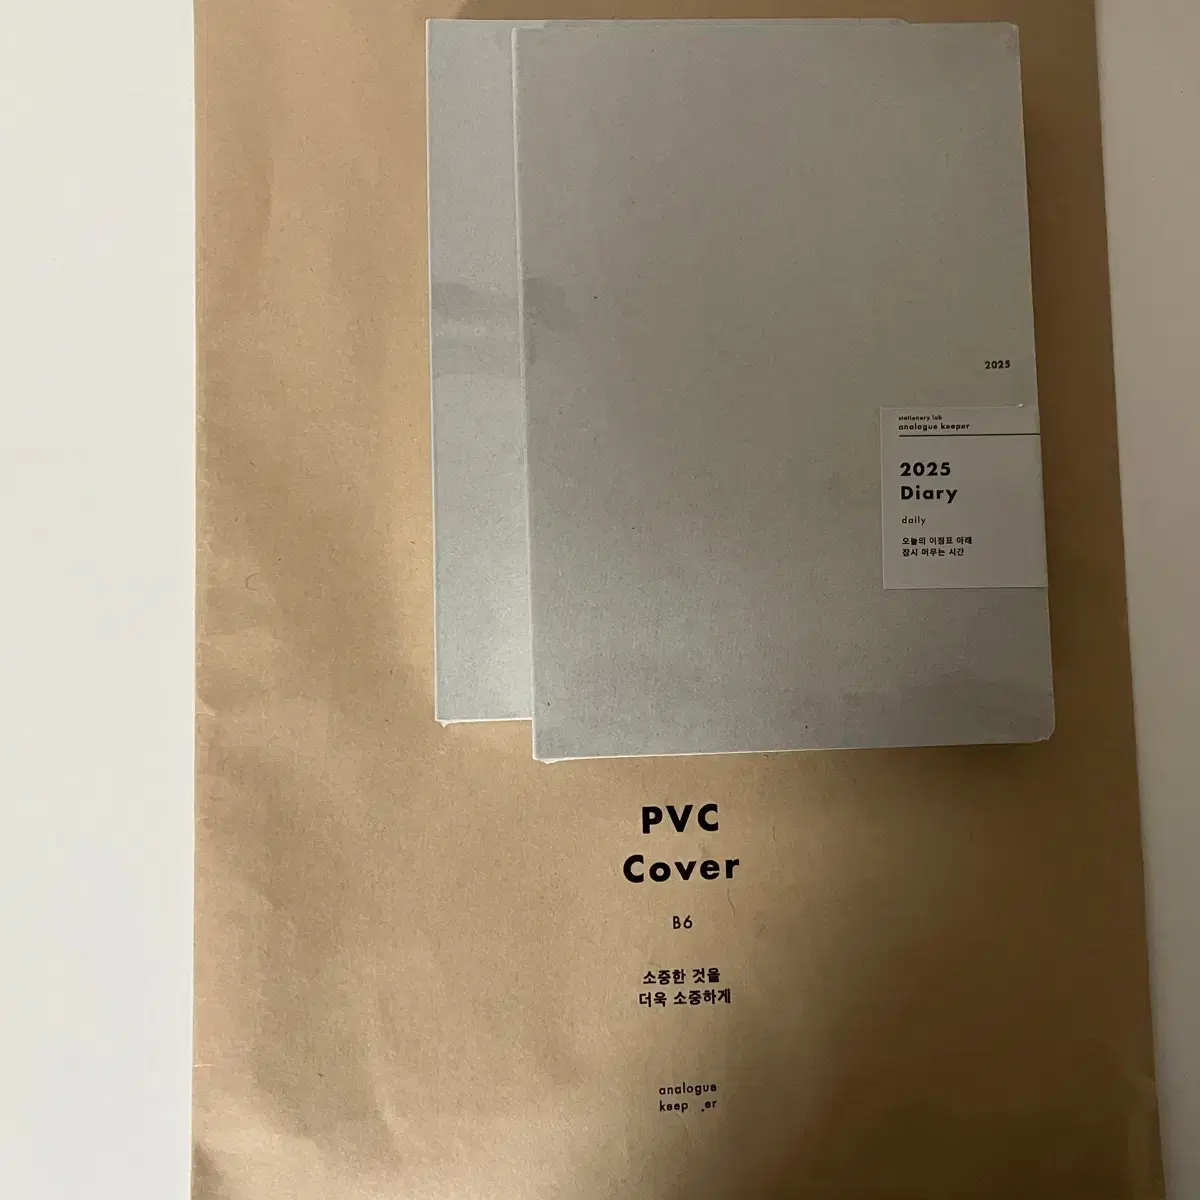 2025
stationery lab
analogue keeper
2025
Diary
daily
오늘의 이정표 아래
잠시 머무는 시간
PVC
Cover
B6
소중한 것을
더욱 소중하게
analogue
keep er